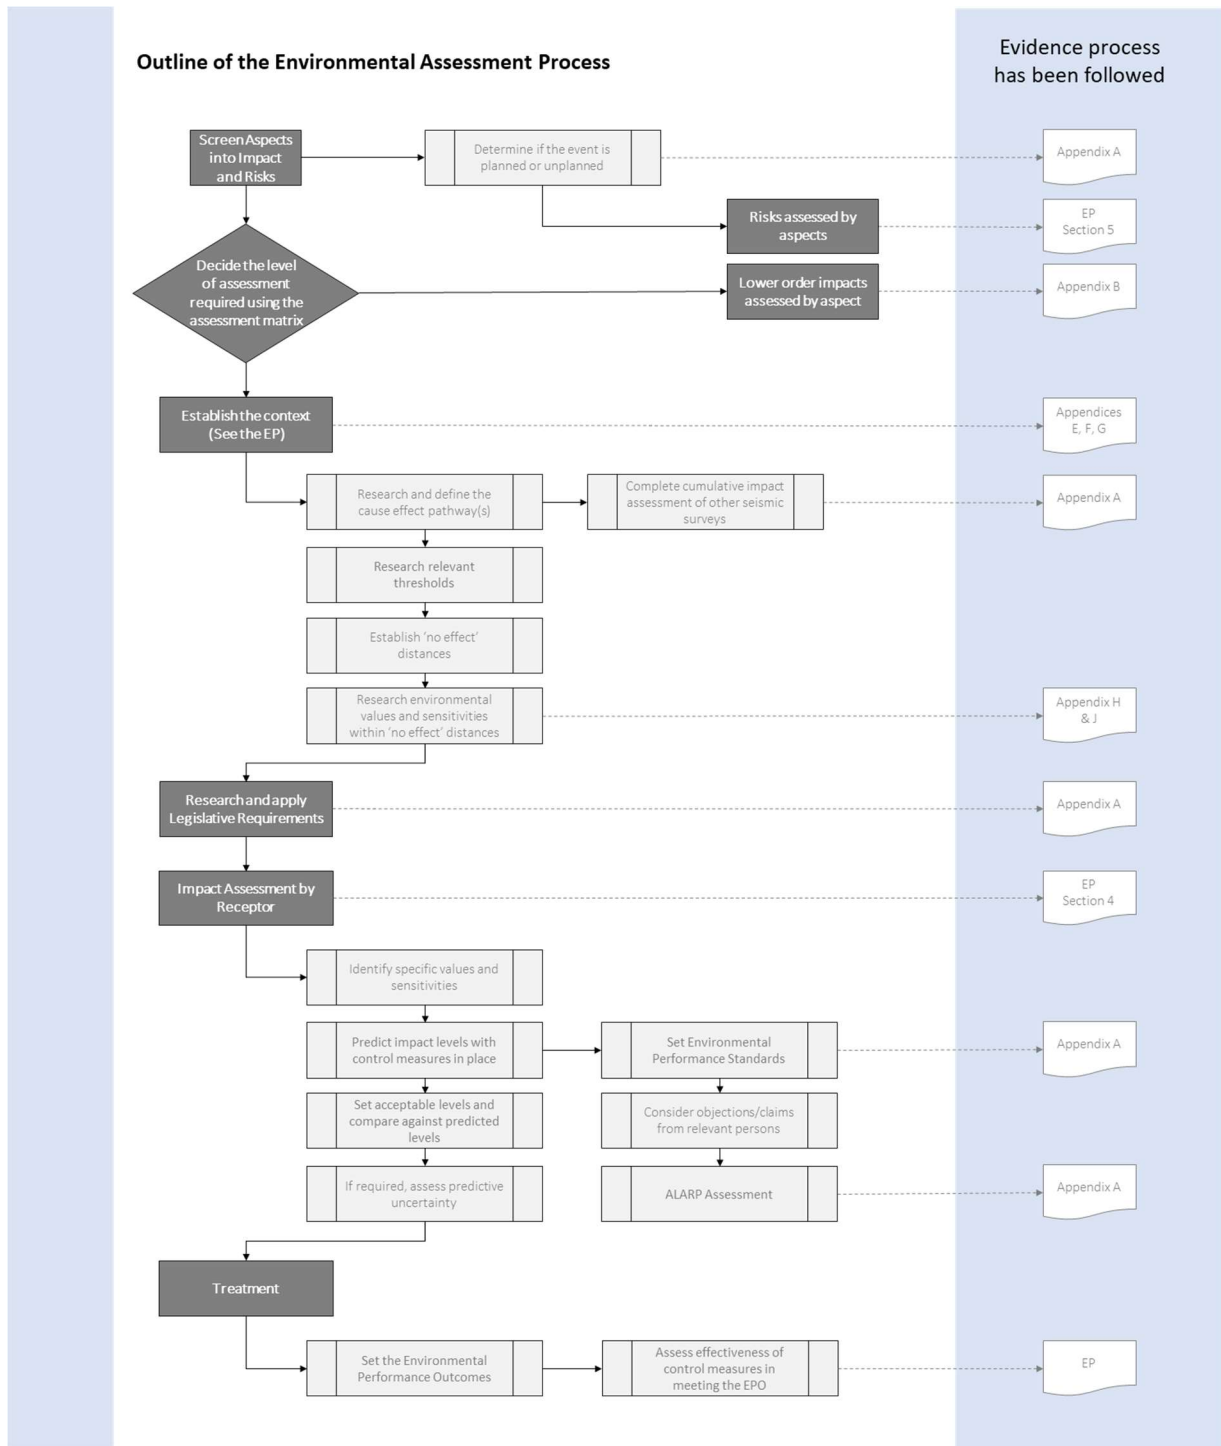 Outline of the Environmental Assessment Process
Evidence process
has been followed
Screen Aspects
into Impact
and Risks
Determine if the event is
planned or unplanned
Appendix A
Risks assessed by
aspects
EP
Section 5
Decide the level
of assessment
required using the
assessment matrix
Lower order impacts
assessed by aspect
Appendix B
Establish the context
(See the EP)
Appendices
E, F, G
Research and define the
cause effect pathway(s)
Complete cumulative impact
assessment of other seismic
surveys
Appendix A
Research relevant
thresholds
Establish ‘no effect’
distances
Research environmental
values and sensitivities
within ‘no effect’ distances
Appendix H
& J
Research and apply
Legislative Requirements
Appendix A
Impact Assessment by
Receptor
EP
Section 4
Identify specific values and
sensitivities
Predict impact levels with
control measures in place
Set Environmental
Performance Standards
Appendix A
Set acceptable levels and
compare against predicted
levels
Consider objections/claims
from relevant persons
If required, assess predictive
uncertainty
ALARP Assessment
Appendix A
Treatment
Set the Environmental
Performance Outcomes
Assess effectiveness of
control measures in
meeting the EPO
EP